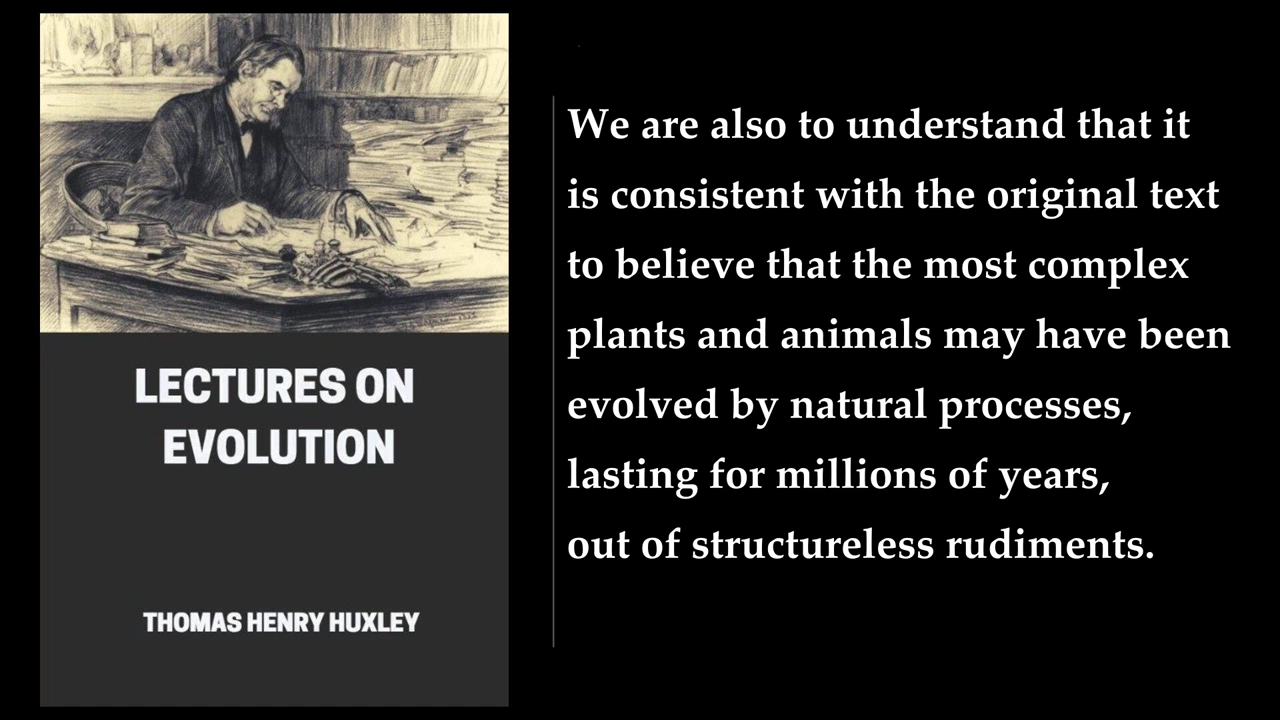 LECTURES ON
EVOLUTION
THOMAS HENRY HUXLEY
We are also to understand that it
is consistent with the original text
to believe that the most complex
plants and animals may have been
evolved by natural processes,
lasting for millions of years,
out of structureless rudiments.